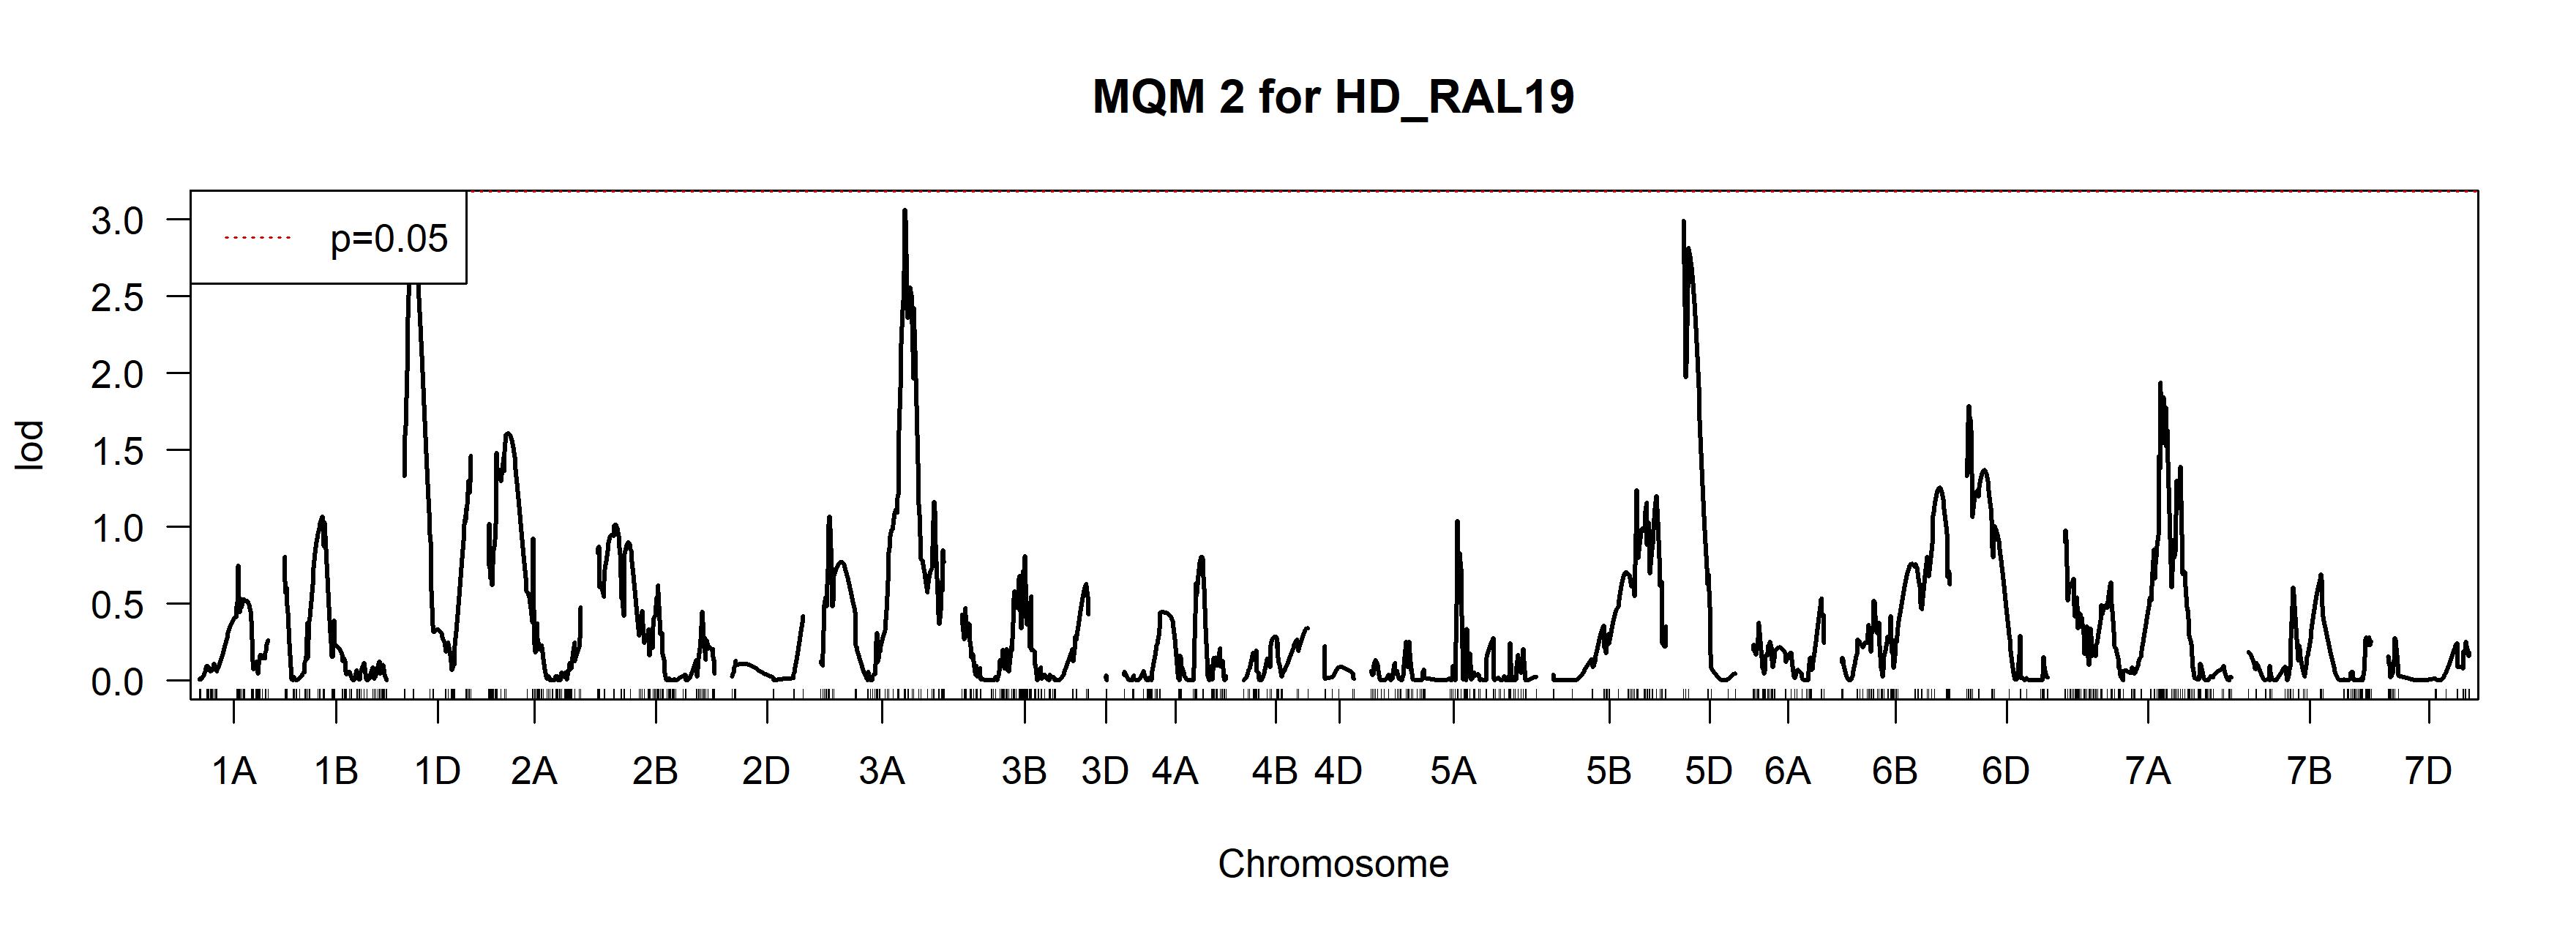 MQM 2 for HD_RAL19
p=0.05
3.0
2.5
2.0
1.5
1.0
0.5
0.0
lod
1A 1B 1D 2A 2B 2D 3A 3B 3D 4A 4B 4D 5A 5B 5D 6A 6B 6D 7A 7B 7D
Chromosome